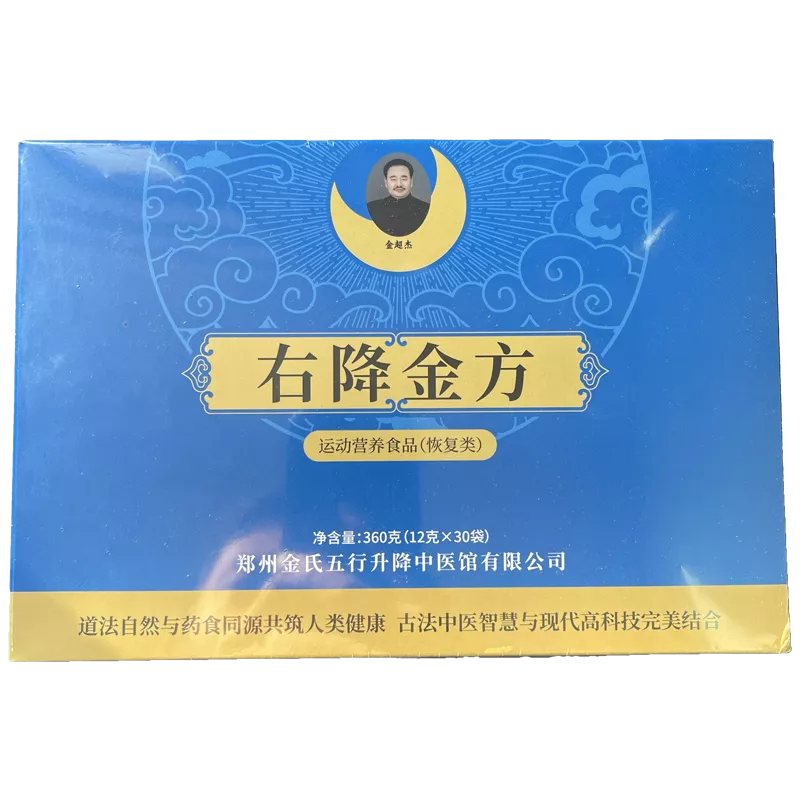 金超杰
右降金方
运动营养食品(恢复类)
净含量:360克(12克×30袋)
郑州金氏五行升降中医馆有限公司
道法自然与药食同源共筑人类健康 古法中医智慧与现代高科技完美结合